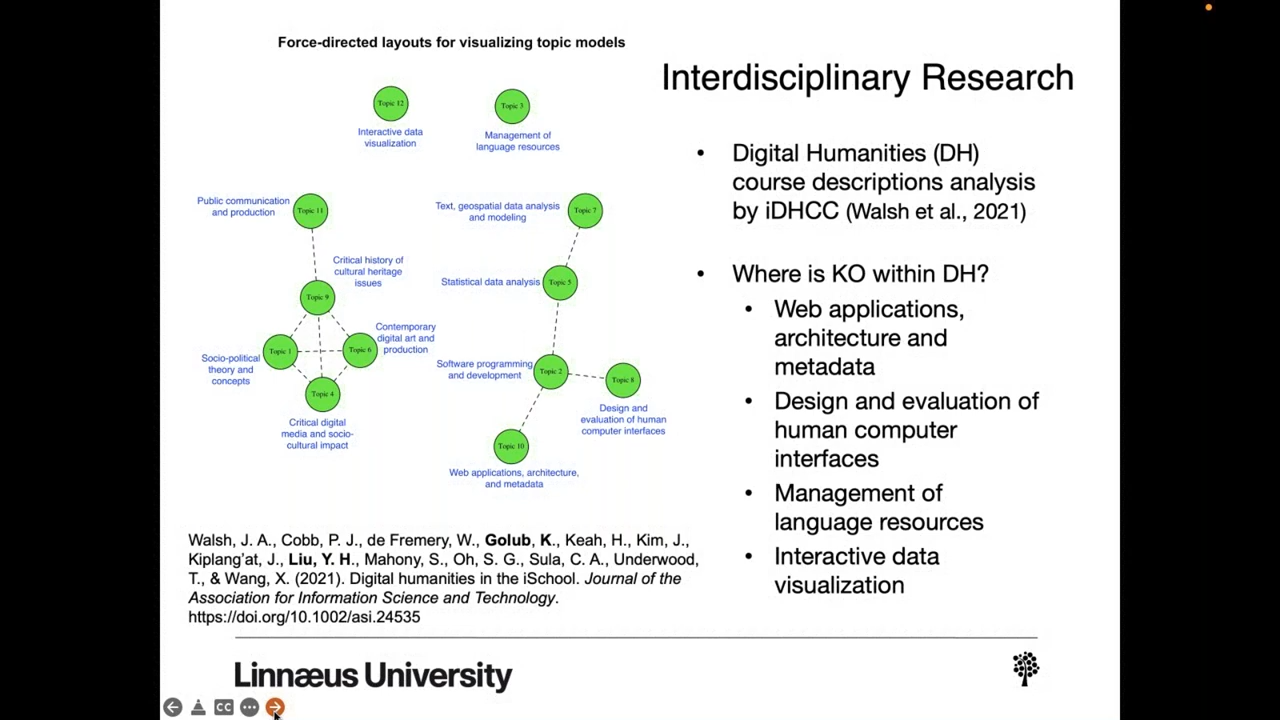 Force-directed layouts for visualizing topic models
Topic 12
Interactive data
visualization
Topic 3
Management of
language resources
Public communication
and production
Topic 11
Text, geospatial data analysis
and modeling
Topic 7
Critical history of
cultural heritage
issues
Topic 9
Statistical data analysis
Topic 5
Contemporary
digital art and
production
Topic 1
Topic 6
Socio-political
theory and
concepts
Software programming
and development
Topic 2
Topic 8
Topic 4
Critical digital
media and socio-
cultural impact
Design and
evaluation of human
computer interfaces
Topic 10
Web applications, architecture,
and metadata
Interdisciplinary Research
• Digital Humanities (DH)
course descriptions analysis
by iDHCC (Walsh et al., 2021)
• Where is KO within DH?
• Web applications,
architecture and
metadata
• Design and evaluation of
human computer
interfaces
• Management of
language resources
• Interactive data
visualization
Walsh, J. A., Cobb, P. J., de Fremery, W., Golub, K., Keah, H., Kim, J.,
Kiplang'at, J., Liu, Y. H., Mahony, S., Oh, S. G., Sula, C. A., Underwood,
T., & Wang, X. (2021). Digital humanities in the iSchool. Journal of the
Association for Information Science and Technology.
https://doi.org/10.1002/asi.24535
Linnæus University
CC